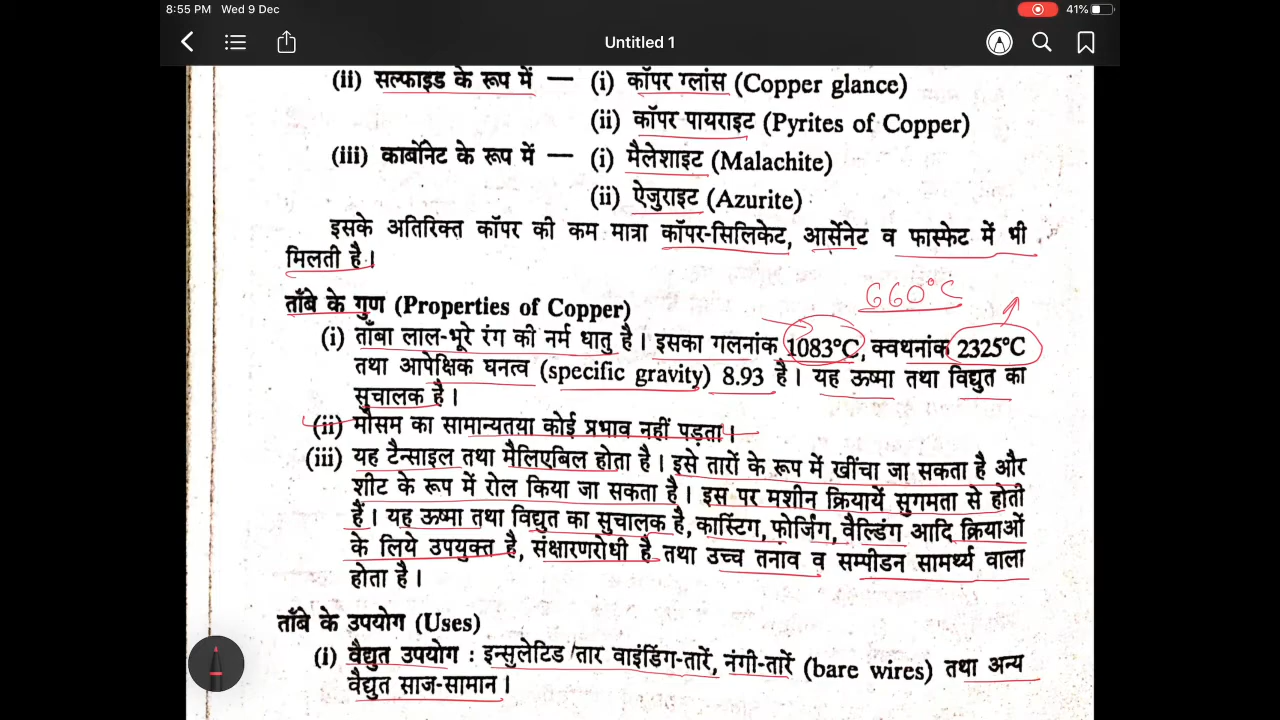 8:55 PM Wed 9 Dec 41%
Untitled 1
(ii) सल्फाइड के रूप में — (i) कॉपर ग्लांस (Copper glance)
(ii) कॉपर पायराइट (Pyrites of Copper)
(iii) कार्बोनेट के रूप में — (i) मैलेशाइट (Malachite)
(ii) ऐजुराइट (Azurite)
इसके अतिरिक्त कॉपर की कम मात्रा कॉपर-सिलिकेट, आर्सेनेट व फास्फेट में भी
मिलती है।
660°C
ताँबे के गुण (Properties of Copper)
(i) ताँबा लाल-भूरे रंग की नर्म धातु है। इसका गलनांक 1083°C, क्वथनांक 2325°C
तथा आपेक्षिक घनत्व (specific gravity) 8.93 है। यह ऊष्मा तथा विद्युत का
सुचालक है।
(ii) मौसम का सामान्यतया कोई प्रभाव नहीं पड़ता।
(iii) यह टैन्साइल तथा मैलिएबिल होता है। इसे तारों के रूप में खींचा जा सकता है और
शीट के रूप में रोल किया जा सकता है। इस पर मशीन क्रियायें सुगमता से होती
हैं। यह ऊष्मा तथा विद्युत का सुचालक है, कास्टिंग, फोर्जिंग, वैल्डिंग आदि क्रियाओं
के लिये उपयुक्त है, संक्षारणरोधी है तथा उच्च तनाव व सम्पीडन सामर्थ्य वाला
होता है।
ताँबे के उपयोग (Uses)
(i) वैद्युत उपयोग : इन्सुलेटिड तार वाइंडिंग-तारें, नंगी-तारें (bare wires) तथा अन्य
वैद्युत साज-सामान।